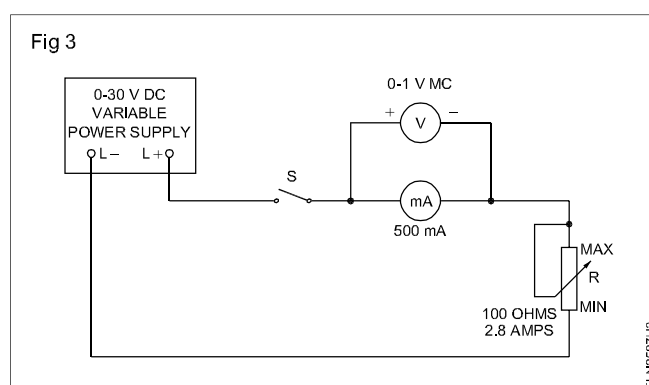 Fig 3
0-30 V DC
VARIABLE
POWER SUPPLY
L− L+
S
0-1 V MC
+ −
V
mA
500 mA
MAX
R
MIN
100 OHMS
2.8 AMPS